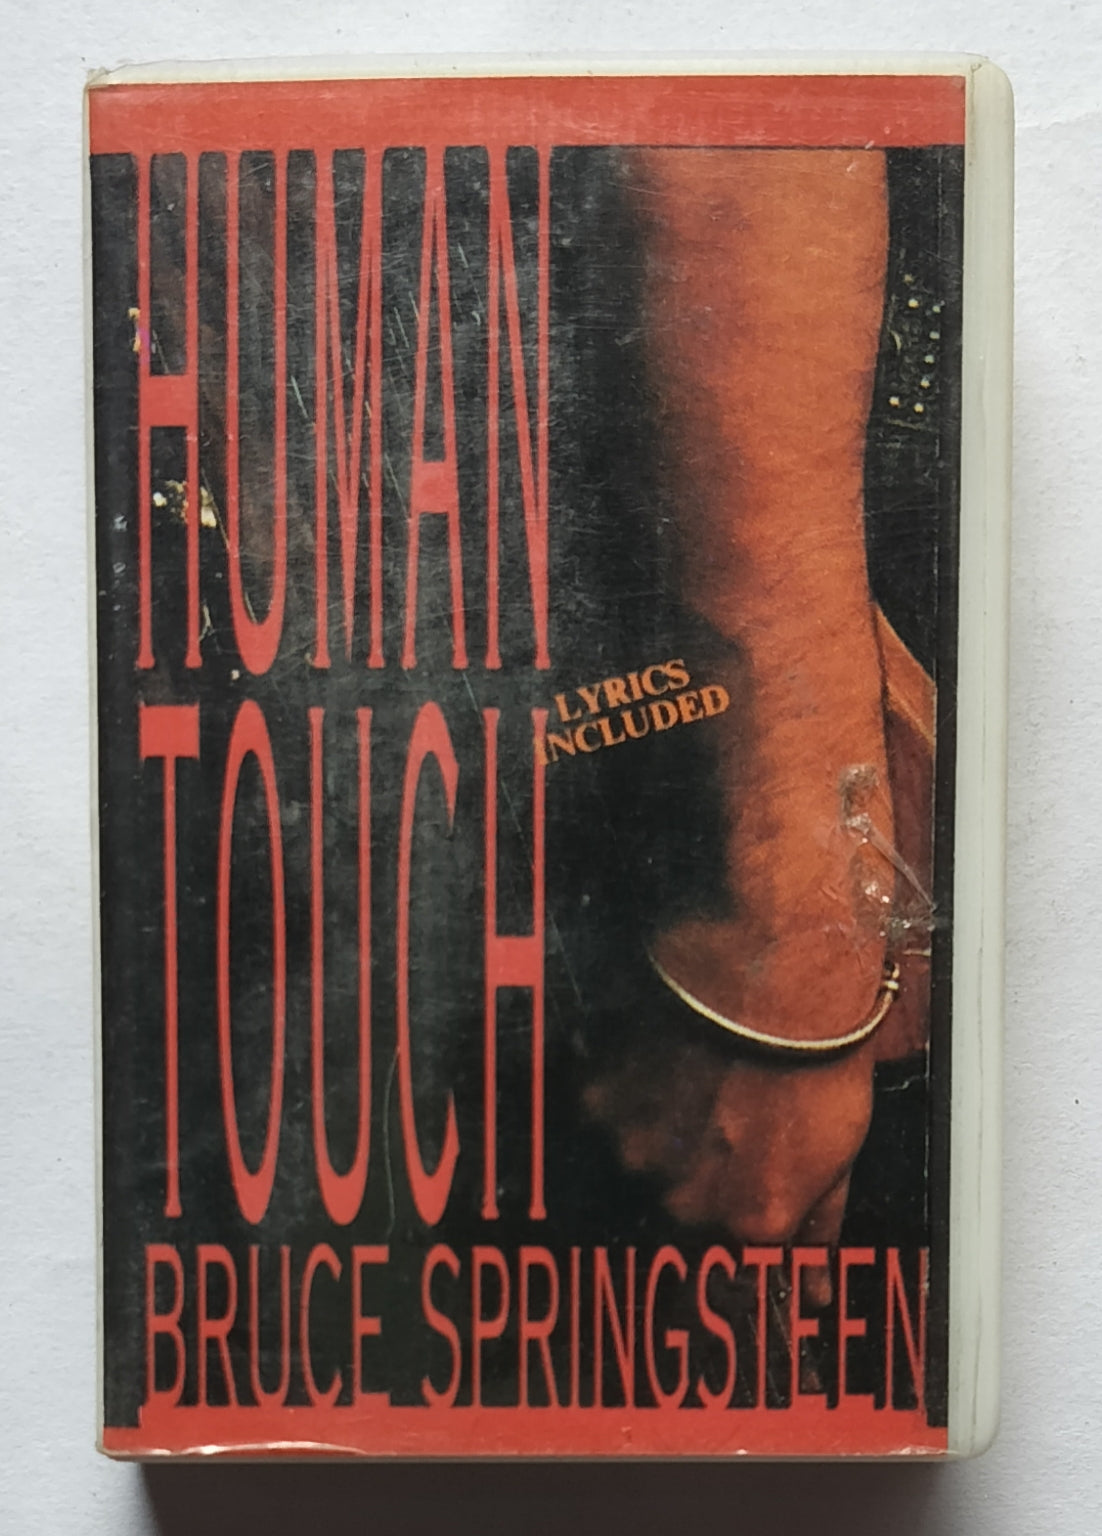 HUMAN
TOUCH
LYRICS
INCLUDED
BRUCE SPRINGSTEEN